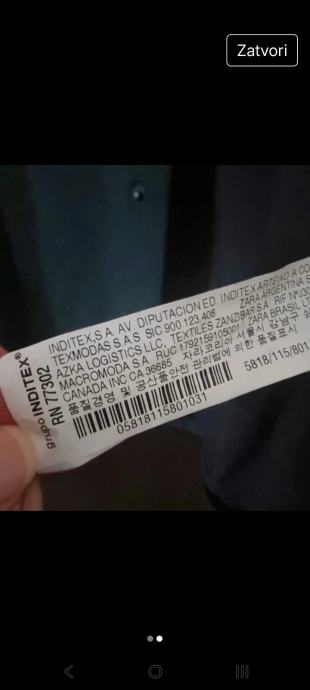 Zatvori
grupo INDITEX®
RN 77302
INDITEX,S.A. AV. DIPUTACION ED. INDITEX ARTEIXO A CO
TEXMODAS S A S SIC 900 123 408 ZARA ARGENTINA S
AZKA LOGISTICS LLC, TEXTILES ZANZIBAR S A RIF
MACROMODA S.A. RUC 1792159105001 ZARA BRASIL L
CANADA INC CA 36685 자라코리아 서울시 강남구
품질경영 및 공산품안전 관리법에 의한 품질표시
05818115801031
5818/115/801